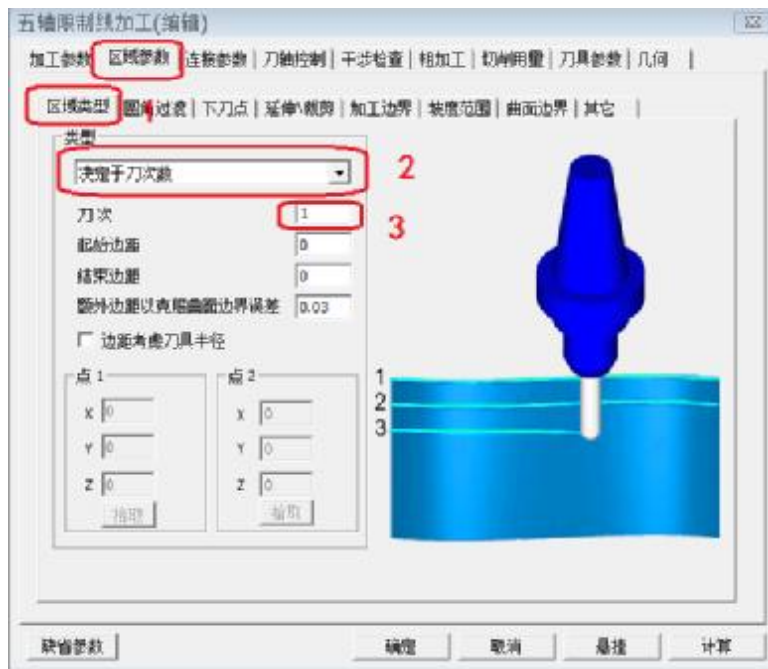 五轴限制线加工(编辑)
加工参数 区域参数 连接参数 刀轴控制 干涉检查 粗加工 切削用量 刀具参数 几何
区域类型 圆角过渡 下刀点 延伸\裁剪 加工边界 坡度范围 曲面边界 其它
类型
决定于刀次数
2
刀次 1
3
起始边距 0
结束边距 0
额外边距以克服曲面边界误差 0.03
边距考虑刀具半径
点 1
X 0
Y 0
Z 0
拾取
点 2
X 0
Y 0
Z 0
拾取
1
2
3
缺省参数 确定 取消 悬挂 计算